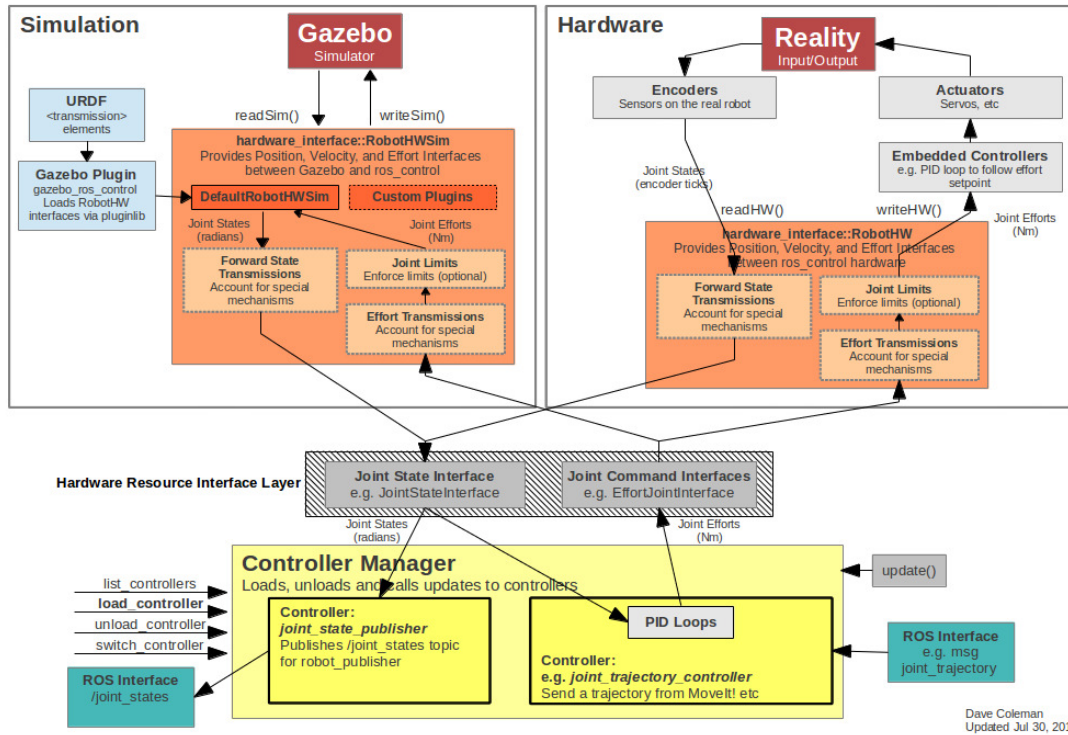 Simulation
Gazebo
Simulator
URDF
<transmission>
elements
readSim()
writeSim()
Gazebo Plugin
gazebo_ros_control
Loads RobotHW
interfaces via pluginlib
hardware_interface::RobotHWSim
Provides Position, Velocity, and Effort Interfaces
between Gazebo and ros_control
DefaultRobotHWSim
Custom Plugins
Joint States
(radians)
Joint Efforts
(Nm)
Forward State
Transmissions
Account for special
mechanisms
Joint Limits
Enforce limits (optional)
Effort Transmissions
Account for special
mechanisms
Hardware
Reality
Input/Output
Encoders
Sensors on the real robot
Actuators
Servos, etc
Embedded Controllers
e.g. PID loop to follow effort
setpoint
Joint States
(encoder ticks)
readHW()
writeHW()
Joint Efforts
(Nm)
hardware_interface::RobotHW
Provides Position, Velocity, and Effort Interfaces
between ros_control hardware
Forward State
Transmissions
Account for special
mechanisms
Joint Limits
Enforce limits (optional)
Effort Transmissions
Account for special
mechanisms
Hardware Resource Interface Layer
Joint State Interface
e.g. JointStateInterface
Joint Command Interfaces
e.g. EffortJointInterface
Joint States
(radians)
Joint Efforts
(Nm)
Controller Manager
Loads, unloads and calls updates to controllers
update()
list_controllers
load_controller
unload_controller
switch_controller
Controller:
joint_state_publisher
Publishes /joint_states topic
for robot_publisher
PID Loops
Controller:
e.g. joint_trajectory_controller
Send a trajectory from MoveIt! etc
ROS Interface
e.g. msg
joint_trajectory
ROS Interface
/joint_states
Dave Coleman
Updated Jul 30, 201